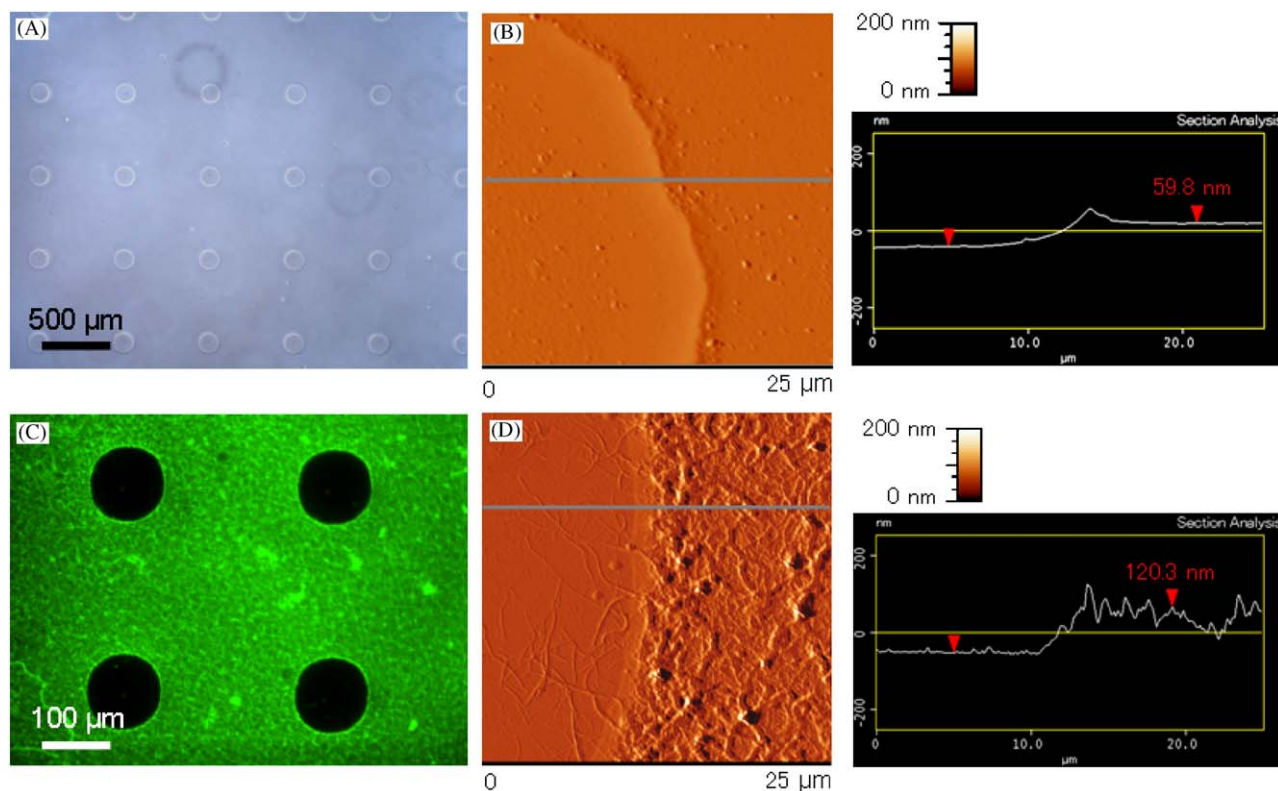 (A)
500 µm
(B)
0
25 µm
200 nm
0 nm
nm
Section Analysis
200
0
-200
59.8 nm
0
10.0
20.0
µm
(C)
100 µm
(D)
0
25 µm
200 nm
0 nm
nm
Section Analysis
200
0
-200
120.3 nm
0
10.0
20.0
µm